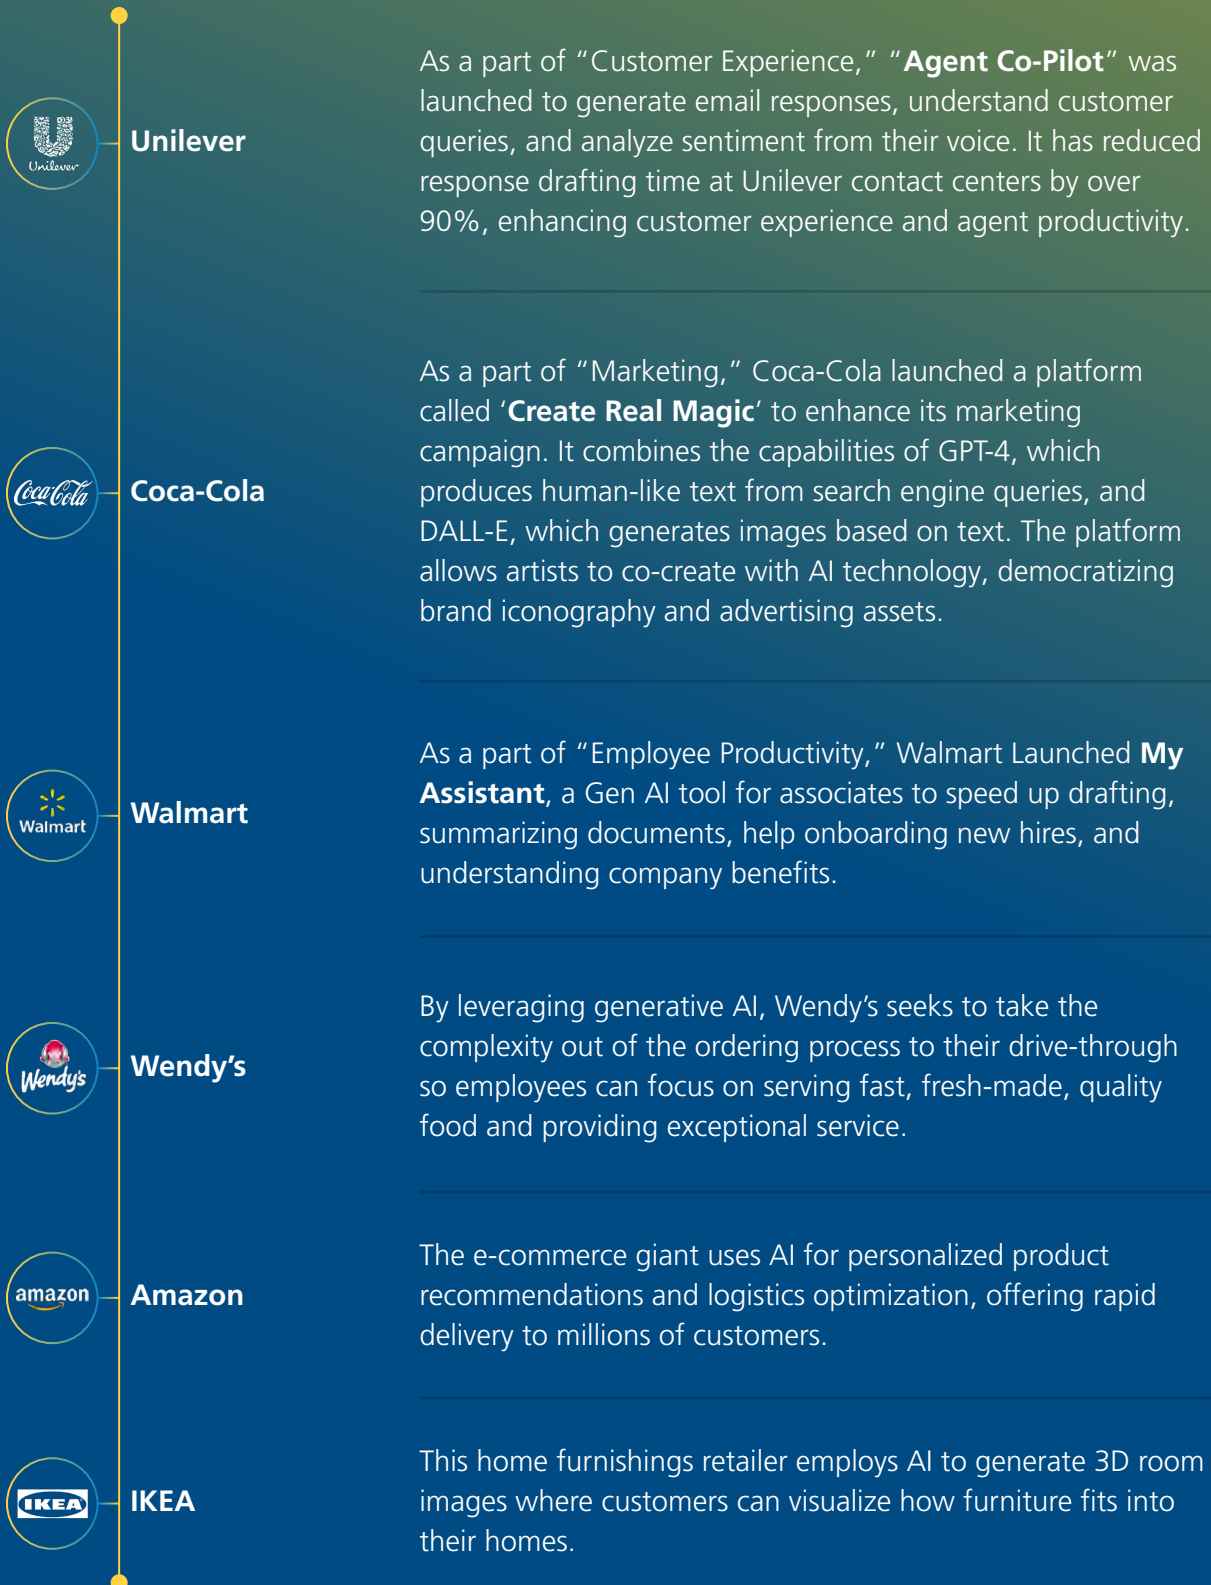 Unilever
Unilever
As a part of “Customer Experience,” “Agent Co-Pilot” was
launched to generate email responses, understand customer
queries, and analyze sentiment from their voice. It has reduced
response drafting time at Unilever contact centers by over
90%, enhancing customer experience and agent productivity.
Coca-Cola
Coca-Cola
As a part of “Marketing,” Coca-Cola launched a platform
called ‘Create Real Magic’ to enhance its marketing
campaign. It combines the capabilities of GPT-4, which
produces human-like text from search engine queries, and
DALL-E, which generates images based on text. The platform
allows artists to co-create with AI technology, democratizing
brand iconography and advertising assets.
Walmart
Walmart
As a part of “Employee Productivity,” Walmart Launched My
Assistant, a Gen AI tool for associates to speed up drafting,
summarizing documents, help onboarding new hires, and
understanding company benefits.
Wendy's
Wendy’s
By leveraging generative AI, Wendy’s seeks to take the
complexity out of the ordering process to their drive-through
so employees can focus on serving fast, fresh-made, quality
food and providing exceptional service.
amazon
Amazon
The e-commerce giant uses AI for personalized product
recommendations and logistics optimization, offering rapid
delivery to millions of customers.
IKEA
IKEA
This home furnishings retailer employs AI to generate 3D room
images where customers can visualize how furniture fits into
their homes.